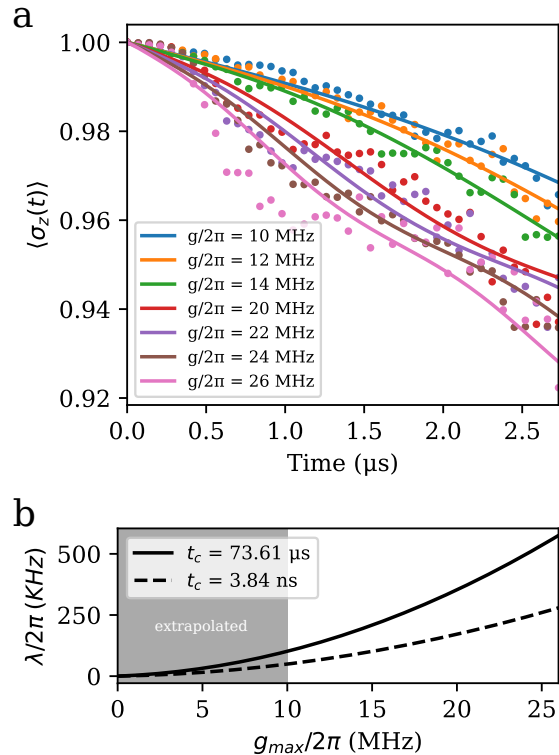 a
1.00
0.98
0.96
0.94
0.92
⟨σz(t)⟩
g/2π = 10 MHz
g/2π = 12 MHz
g/2π = 14 MHz
g/2π = 20 MHz
g/2π = 22 MHz
g/2π = 24 MHz
g/2π = 26 MHz
0.0 0.5 1.0 1.5 2.0 2.5
Time (μs)
b
500
250
0
λ/2π (KHz)
t_c = 73.61 μs
t_c = 3.84 ns
extrapolated
0 5 10 15 20 25
g_max/2π (MHz)